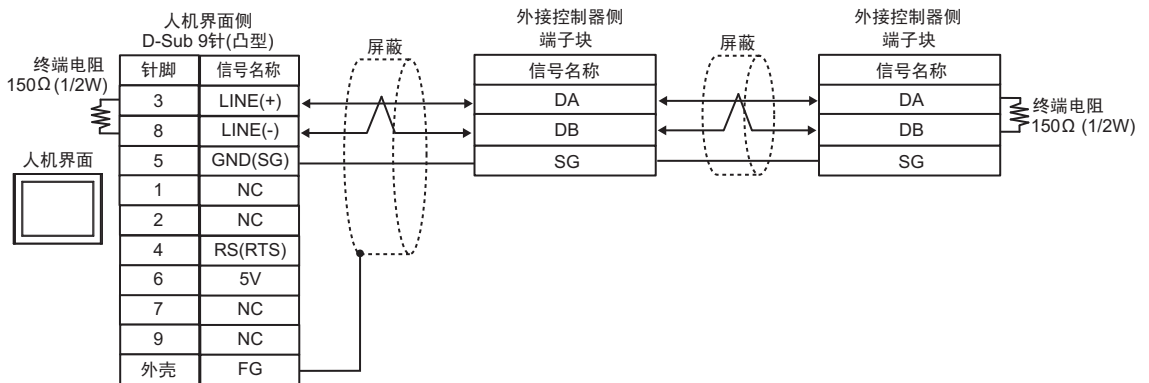 人机界面侧
D-Sub 9针(凸型)
外接控制器侧
端子块
外接控制器侧
端子块
终端电阻
150Ω(1/2W)
屏蔽
屏蔽
针脚 信号名称
信号名称
信号名称
3 LINE(+)
DA
DA
8 LINE(-)
DB
DB
5 GND(SG)
SG
SG
终端电阻
150Ω (1/2W)
人机界面
1 NC
2 NC
4 RS(RTS)
6 5V
7 NC
9 NC
外壳 FG